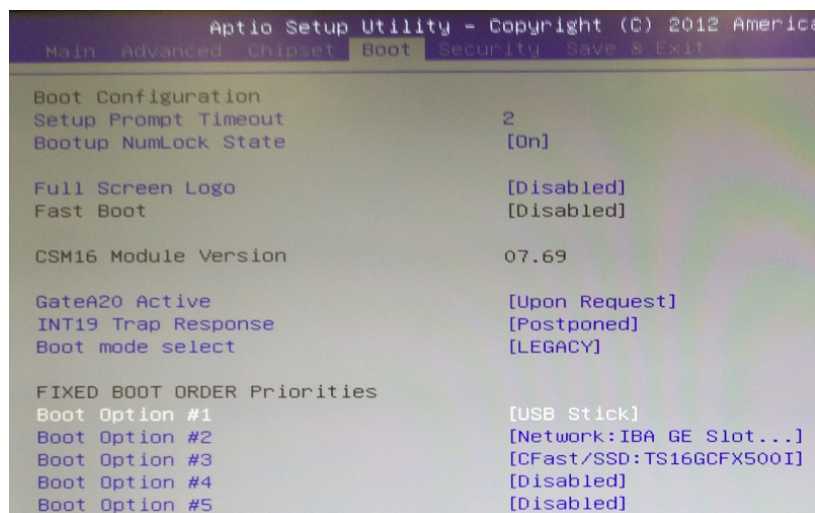 Aptio Setup Utility - Copyright (C) 2012 America
Main Advanced Chipset Boot Security Save & Exit
Boot Configuration
Setup Prompt Timeout 2
Bootup NumLock State [On]
Full Screen Logo [Disabled]
Fast Boot [Disabled]
CSM16 Module Version 07.69
GateA20 Active [Upon Request]
INT19 Trap Response [Postponed]
Boot mode select [LEGACY]
FIXED BOOT ORDER Priorities
Boot Option #1 [USB Stick]
Boot Option #2 [Network:IBA GE Slot...]
Boot Option #3 [CFast/SSD:TS16GCFX500I]
Boot Option #4 [Disabled]
Boot Option #5 [Disabled]